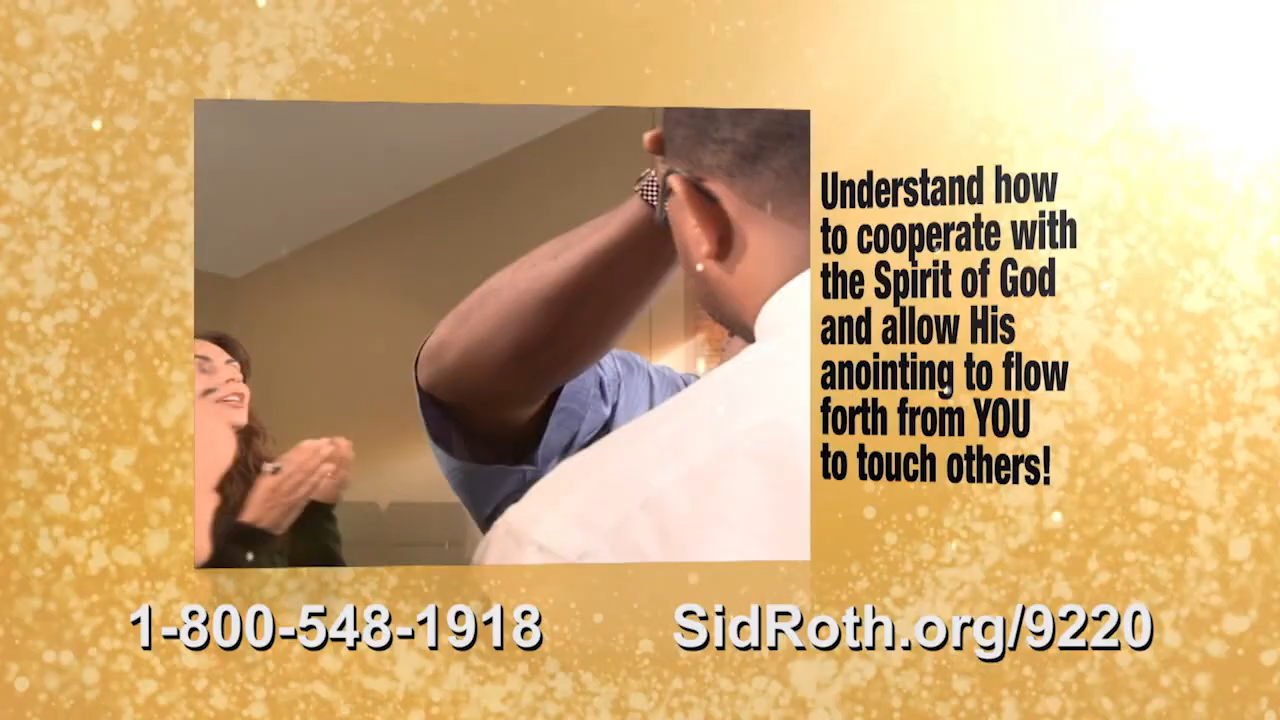 Understand how
to cooperate with
the Spirit of God
and allow His
anointing to flow
forth from YOU
to touch others!
1-800-548-1918
SidRoth.org/9220